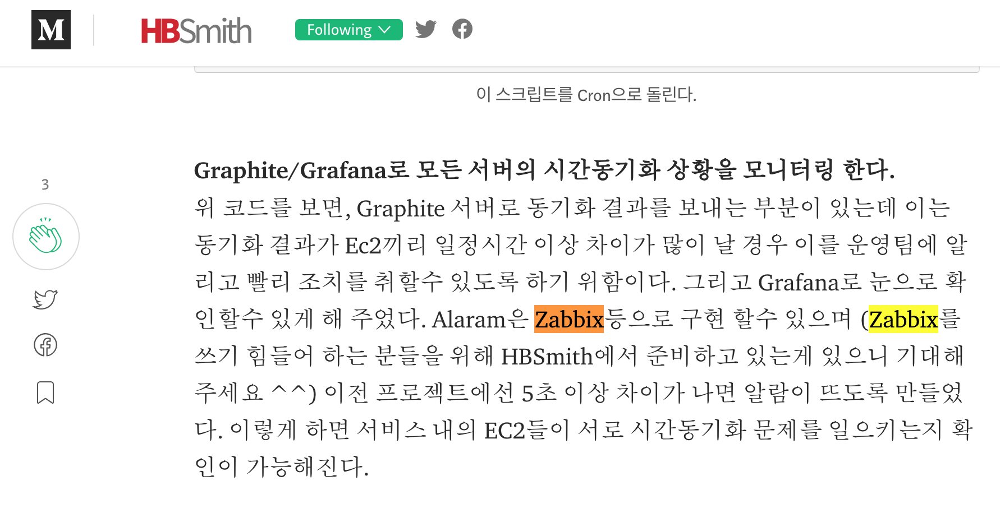 M
HBSmith
Following
이 스크립트를 Cron으로 돌린다.
Graphite/Grafana로 모든 서버의 시간동기화 상황을 모니터링 한다.
3
위 코드를 보면, Graphite 서버로 동기화 결과를 보내는 부분이 있는데 이는
동기화 결과가 Ec2끼리 일정시간 이상 차이가 많이 날 경우 이를 운영팀에 알
리고 빨리 조치를 취할수 있도록 하기 위함이다. 그리고 Grafana로 눈으로 확
인할수 있게 해 주었다. Alaram은 Zabbix등으로 구현 할수 있으며 (Zabbix를
쓰기 힘들어 하는 분들을 위해 HBSmith에서 준비하고 있는게 있으니 기대해
주세요 ^^) 이전 프로젝트에선 5초 이상 차이가 나면 알람이 뜨도록 만들었
다. 이렇게 하면 서비스 내의 EC2들이 서로 시간동기화 문제를 일으키는지 확
인이 가능해진다.